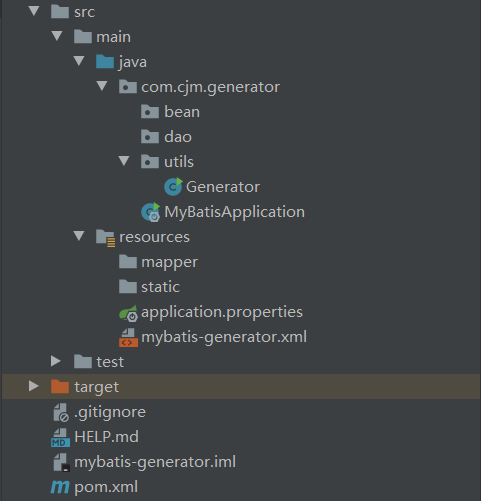 src
main
java
com.cjm.generator
bean
dao
utils
Generator
MyBatisApplication
resources
mapper
static
application.properties
mybatis-generator.xml
test
target
.gitignore
HELP.md
mybatis-generator.iml
pom.xml